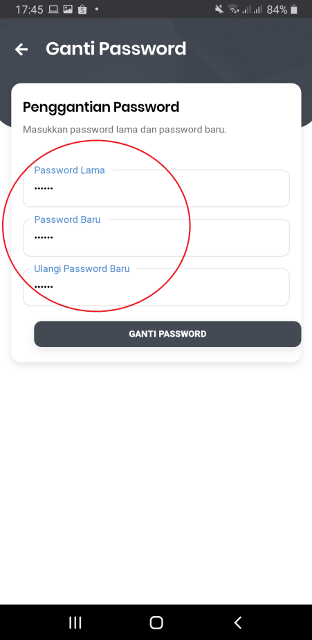 17:45
84%
Ganti Password
Penggantian Password
Masukkan password lama dan password baru.
Password Lama
••••••
Password Baru
••••••
Ulangi Password Baru
••••••
GANTI PASSWORD